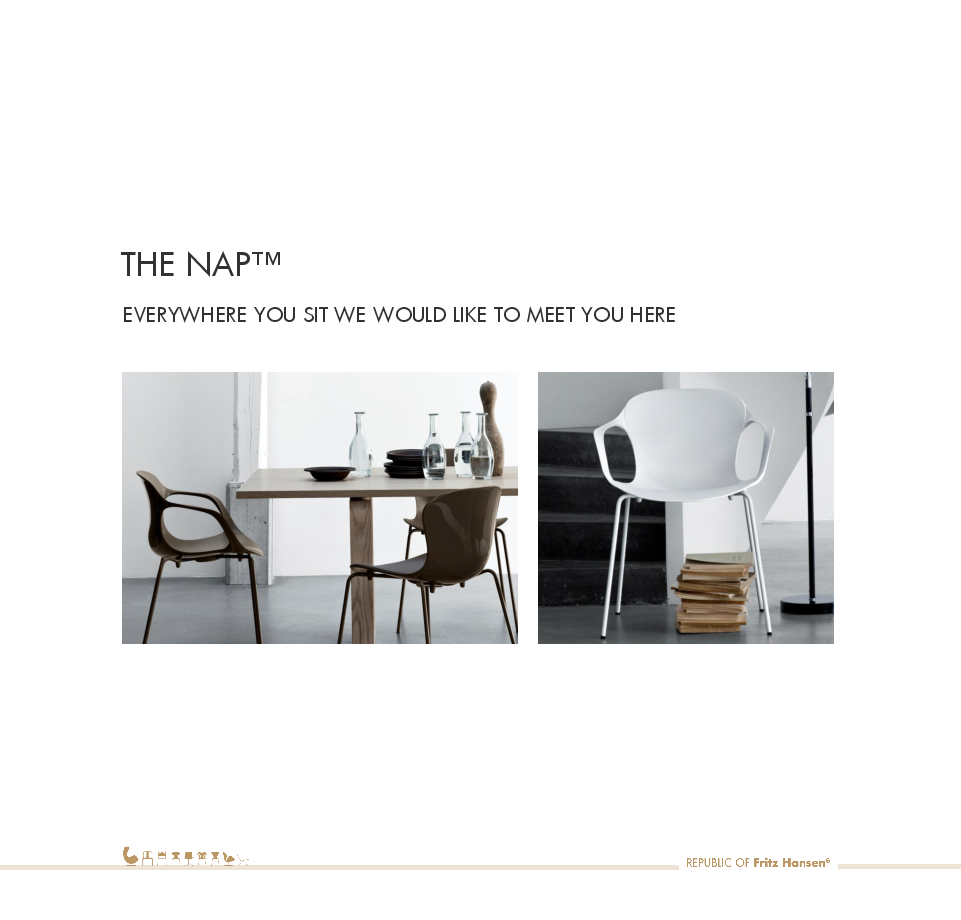 THE NAP™
EVERYWHERE YOU SIT WE WOULD LIKE TO MEET YOU HERE
REPUBLIC OF Fritz Hansen®